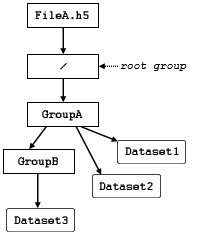 FileA.h5
/
root group
GroupA
Dataset1
GroupB
Dataset2
Dataset3